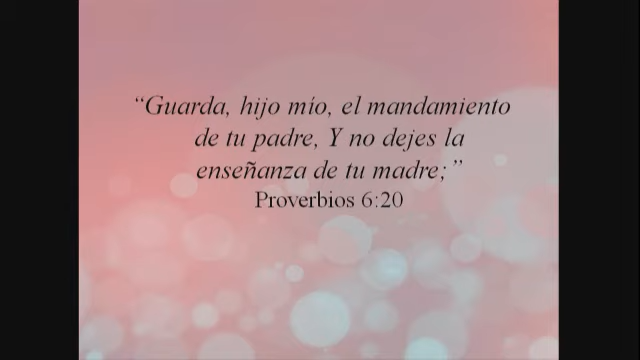 “Guarda, hijo mío, el mandamiento
de tu padre, Y no dejes la
enseñanza de tu madre;”
Proverbios 6:20